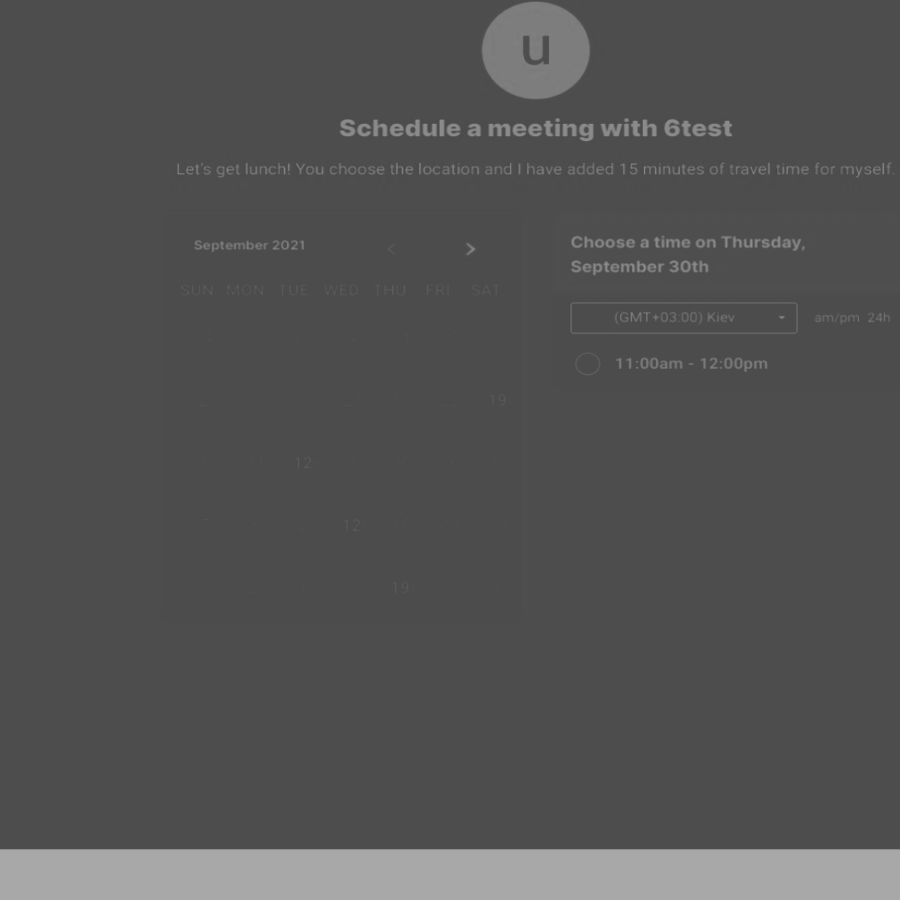 u
Schedule a meeting with 6test
Let's get lunch! You choose the location and I have added 15 minutes of travel time for myself.
September 2021
SUN MON TUE WED THU FRI SAT
19
12
12
19
Choose a time on Thursday,
September 30th
(GMT+03:00) Kiev
am/pm 24h
11:00am - 12:00pm